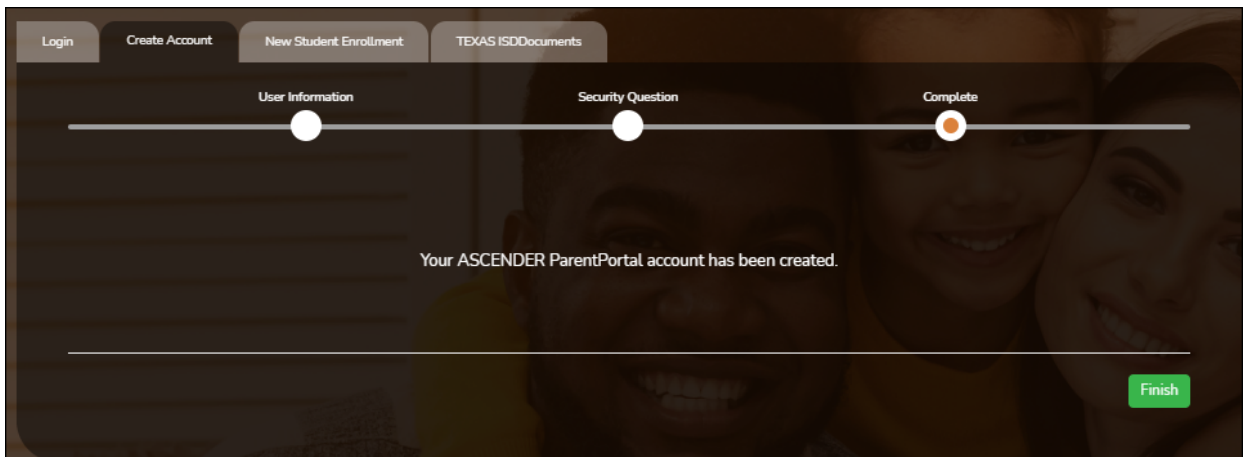 Login
Create Account
New Student Enrollment
TEXAS ISDDocuments
User Information
Security Question
Complete
Your ASCENDER ParentPortal account has been created.
Finish